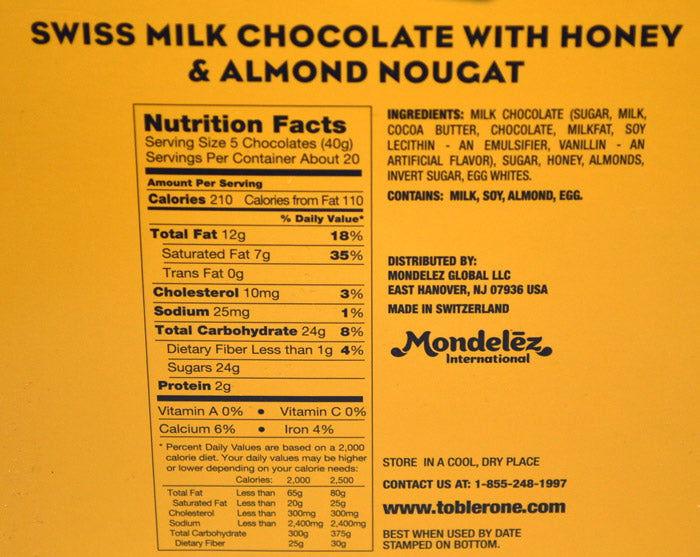 SWISS MILK CHOCOLATE WITH HONEY
& ALMOND NOUGAT
Nutrition Facts
Serving Size 5 Chocolates (40g)
Servings Per Container About 20
Amount Per Serving
Calories 210 Calories from Fat 110
% Daily Value*
Total Fat 12g 18%
Saturated Fat 7g 35%
Trans Fat 0g
Cholesterol 10mg 3%
Sodium 25mg 1%
Total Carbohydrate 24g 8%
Dietary Fiber Less than 1g 4%
Sugars 24g
Protein 2g
Vitamin A 0% • Vitamin C 0%
Calcium 6% • Iron 4%
* Percent Daily Values are based on a 2,000
calorie diet. Your daily values may be higher
or lower depending on your calorie needs:
Calories: 2,000 2,500
Total Fat Less than 65g 80g
Saturated Fat Less than 20g 25g
Cholesterol Less than 300mg 300mg
Sodium Less than 2,400mg 2,400mg
Total Carbohydrate 300g 375g
Dietary Fiber 25g 30g
INGREDIENTS: MILK CHOCOLATE (SUGAR, MILK,
COCOA BUTTER, CHOCOLATE, MILKFAT, SOY
LECITHIN - AN EMULSIFIER, VANILLIN - AN
ARTIFICIAL FLAVOR), SUGAR, HONEY, ALMONDS,
INVERT SUGAR, EGG WHITES.
CONTAINS: MILK, SOY, ALMOND, EGG.
DISTRIBUTED BY:
MONDELEZ GLOBAL LLC
EAST HANOVER, NJ 07936 USA
MADE IN SWITZERLAND
Mondelēz
International
STORE IN A COOL, DRY PLACE
CONTACT US AT: 1-855-248-1997
www.toblerone.com
BEST WHEN USED BY DATE
STAMPED ON BOTTOM.